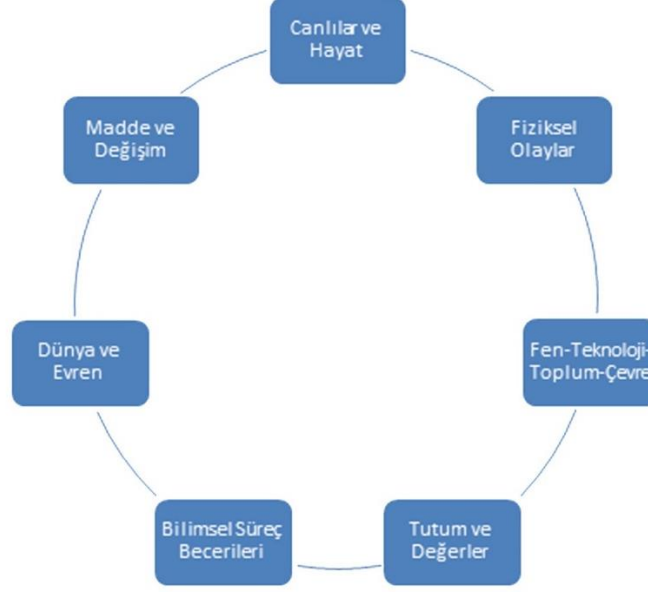 Canlılar ve
Hayat
Fiziksel
Olaylar
Fen-Teknoloji-
Toplum-Çevre
Tutum ve
Değerler
Bilimsel Süreç
Becerileri
Dünya ve
Evren
Madde ve
Değişim